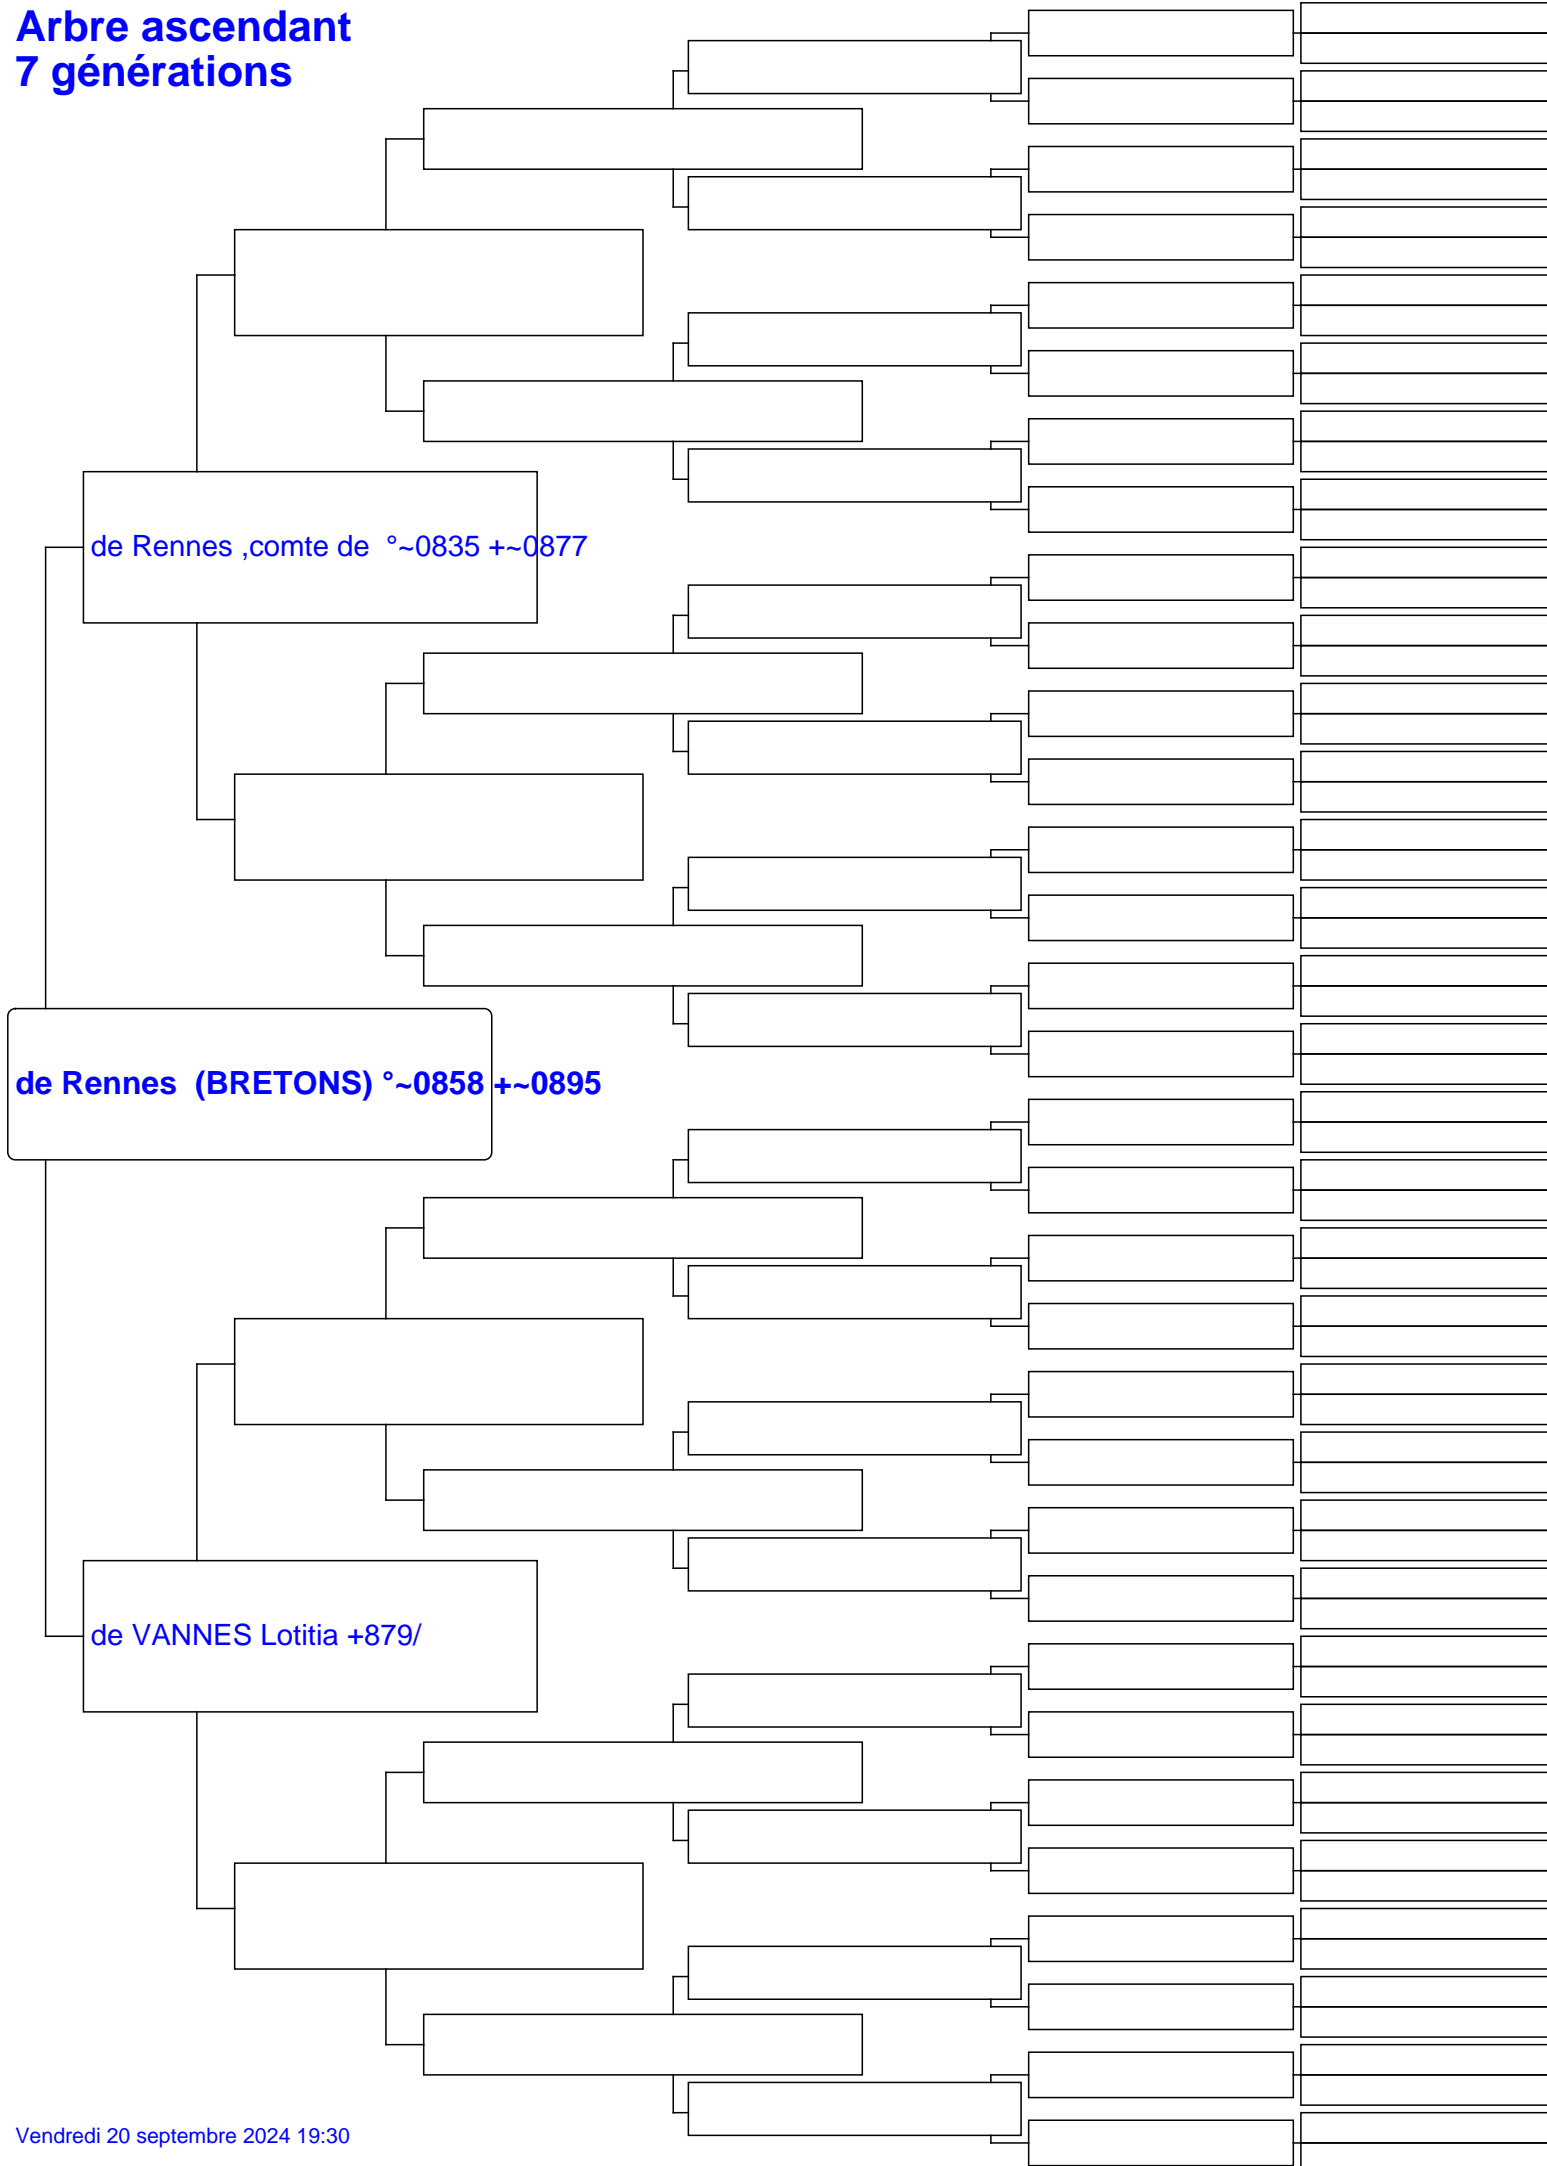 Arbre ascendant
7 générations
de Rennes ,comte de °~0835 +~0877
de Rennes (BRETONS) °~0858 +~0895
de VANNES Lotitia +879/
Vendredi 20 septembre 2024 19:30